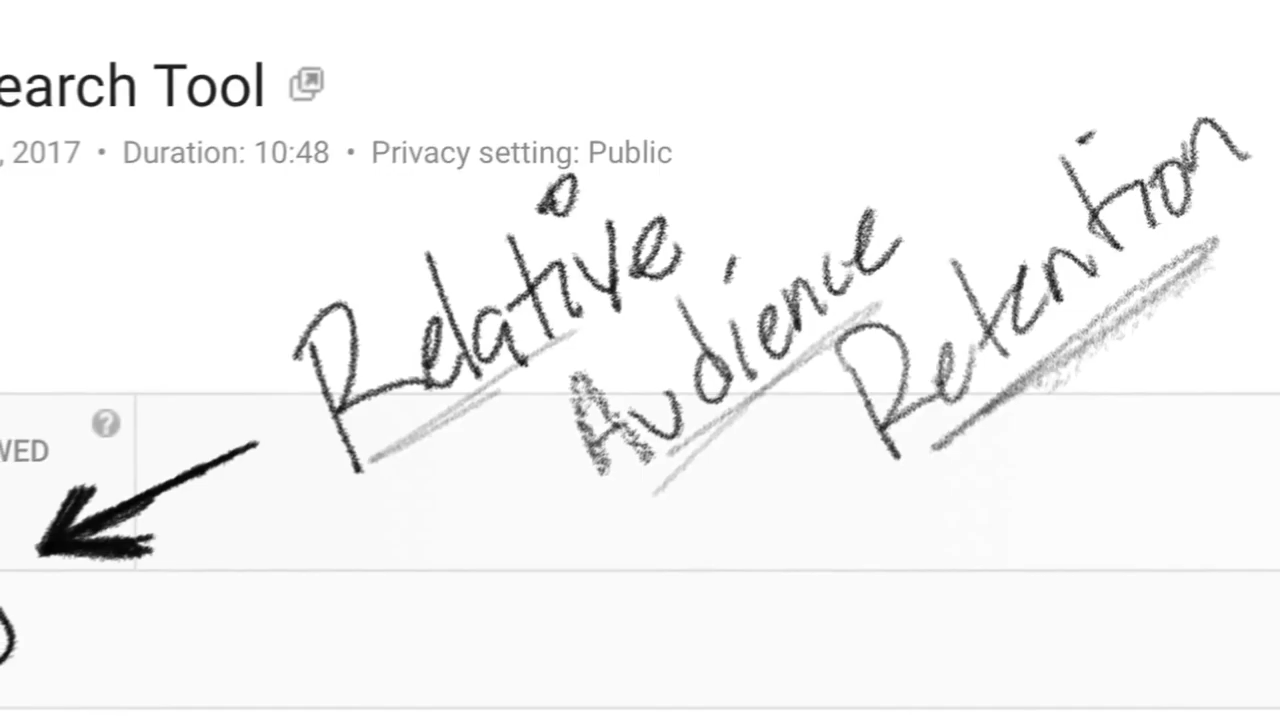 earch Tool
, 2017 • Duration: 10:48 • Privacy setting: Public
Relative Audience Retention
WED